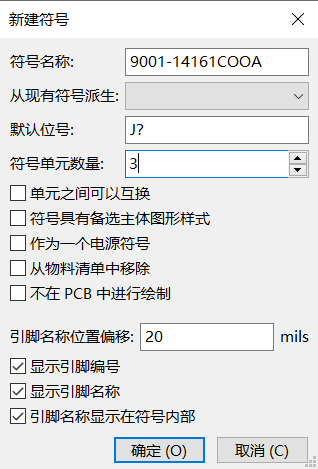 新建符号
符号名称: 9001-14161COOA
从现有符号派生:
默认位号: J?
符号单元数量: 3
单元之间可以互换
符号具有备选主体图形样式
作为一个电源符号
从物料清单中移除
不在 PCB 中进行绘制
引脚名称位置偏移: 20 mils
显示引脚编号
显示引脚名称
引脚名称显示在符号内部
确定 (O) 取消 (C)